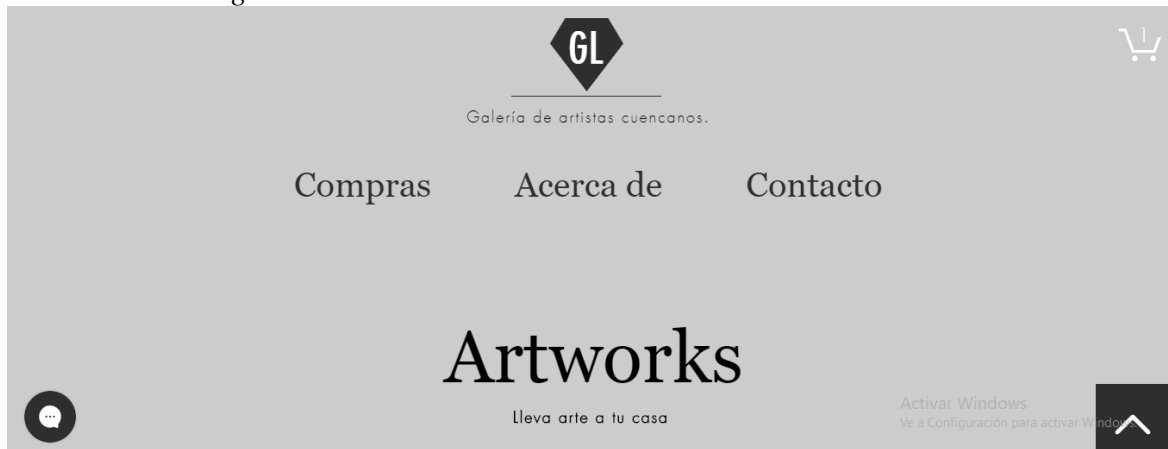 GL
1
Galería de artistas cuencanos.
Compras Acerca de Contacto
Artworks
Lleva arte a tu casa
Activar Windows
Ve a Configuración para activar Windows.